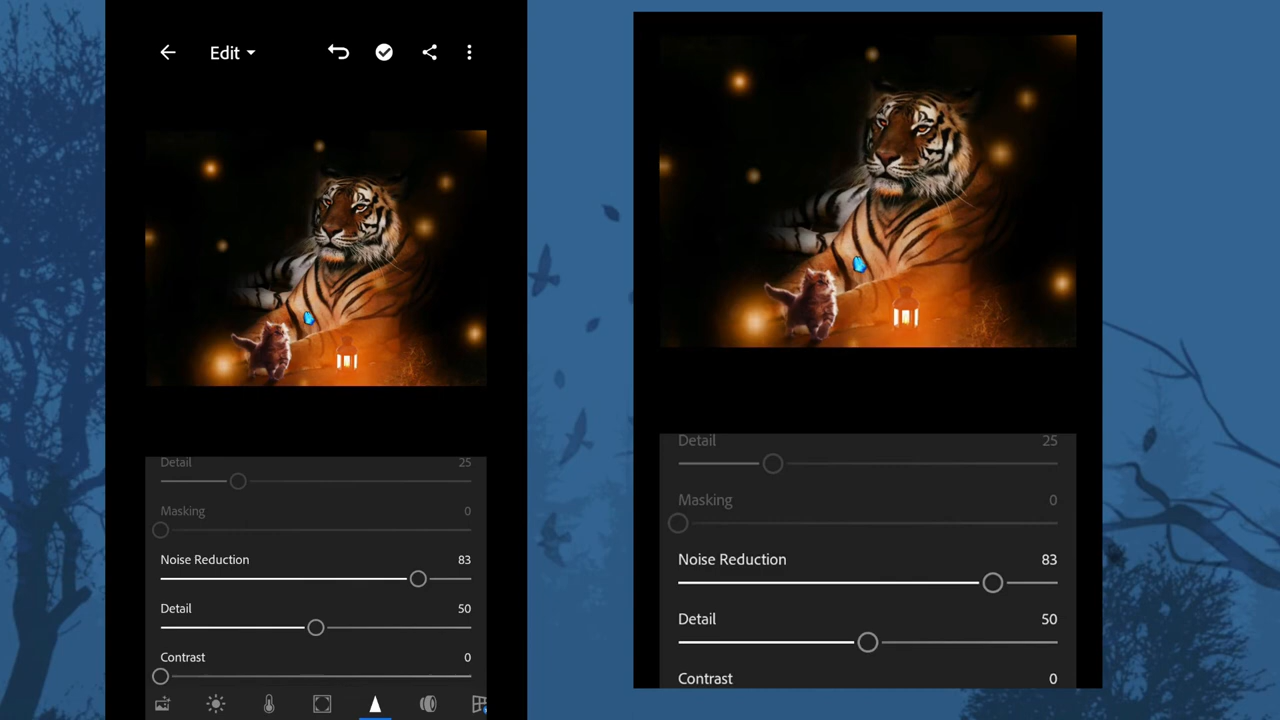 Edit
Detail 25
Masking 0
Noise Reduction 83
Detail 50
Contrast 0
Detail 25
Masking 0
Noise Reduction 83
Detail 50
Contrast 0